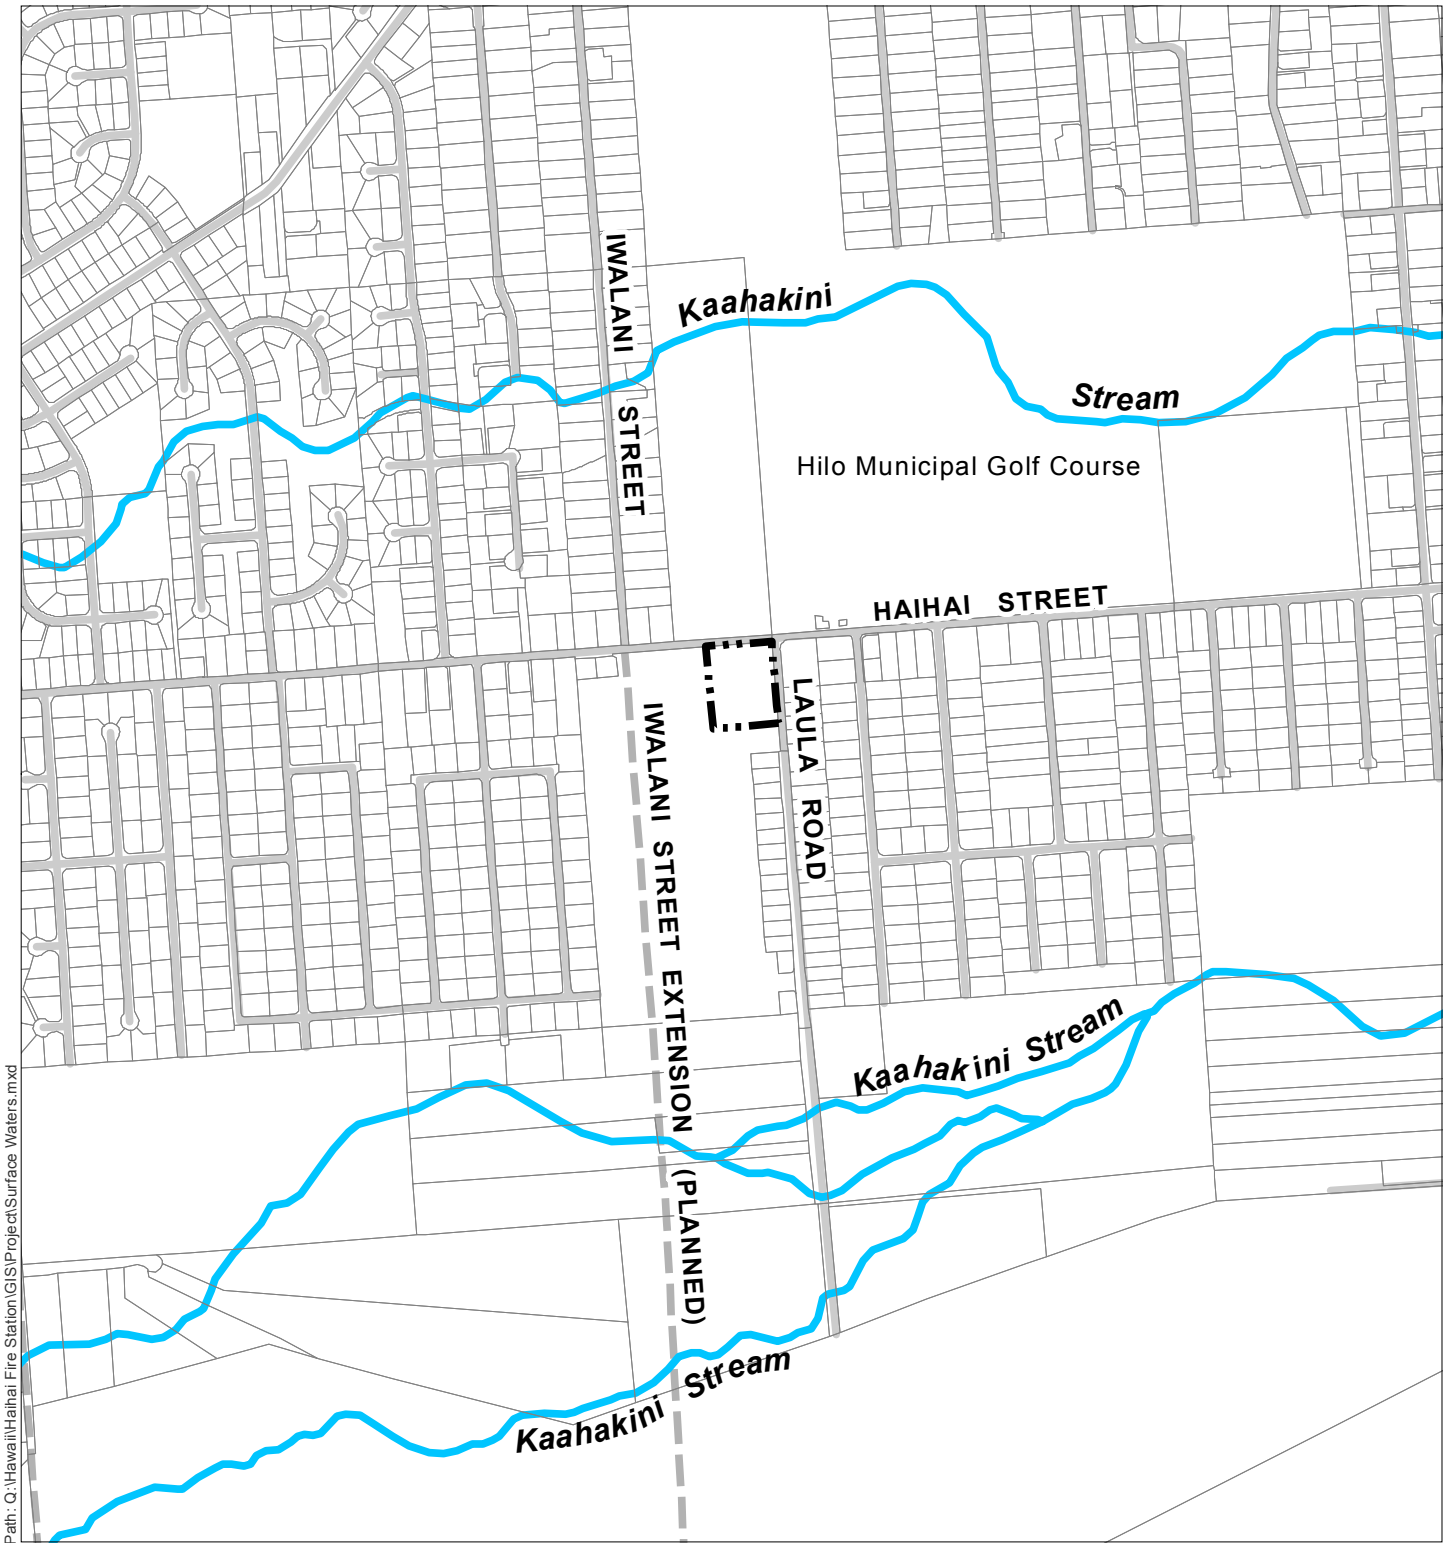 IWALANI STREET
Kaahakini Stream
Hilo Municipal Golf Course
HAIHAI STREET
LAULA ROAD
IWALANI STREET EXTENSION (PLANNED)
Kaahakini Stream
Kaahakini Stream
Path: Q:\Hawaii\Haihai Fire Station\GIS\Project\Surface Waters.mxd